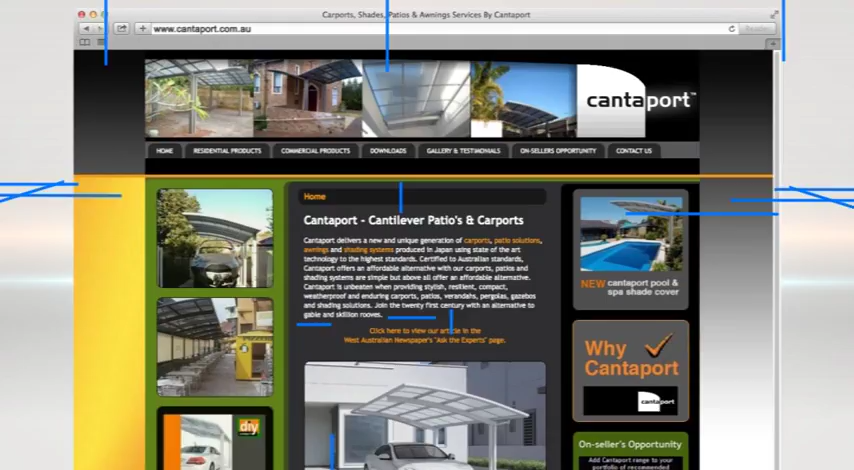 Carports, Shades, Patios & Awnings Services By Cantaport
www.cantaport.com.au
Reader
cantaport™
HOME
RESIDENTIAL PRODUCTS
COMMERCIAL PRODUCTS
DOWNLOADS
GALLERY & TESTIMONIALS
ON-SELLERS OPPORTUNITY
CONTACT US
Home
Cantaport - Cantilever Patio's & Carports
Cantaport delivers a new and unique generation of carports, patio solutions,
awnings and shading systems produced in Japan using state of the art
technology to the highest standards. Certified to Australian standards,
Cantaport offers an affordable alternative with our carports, patios and
shading systems are simple but above all offer an affordable alternative.
Cantaport is unbeaten when providing stylish, resilient, compact,
weatherproof and enduring carports, patios, verandahs, pergolas, gazebos
and shading solutions. Join the twenty first century with an alternative to
gable and skillion rooves.
Click here to view our article in the
West Australian Newspaper's "Ask the Experts" page.
diy
NEW cantaport pool &
spa shade cover
Why
Cantaport
cantaport
On-seller's Opportunity
Add Cantaport range to your
portfolio of recommended